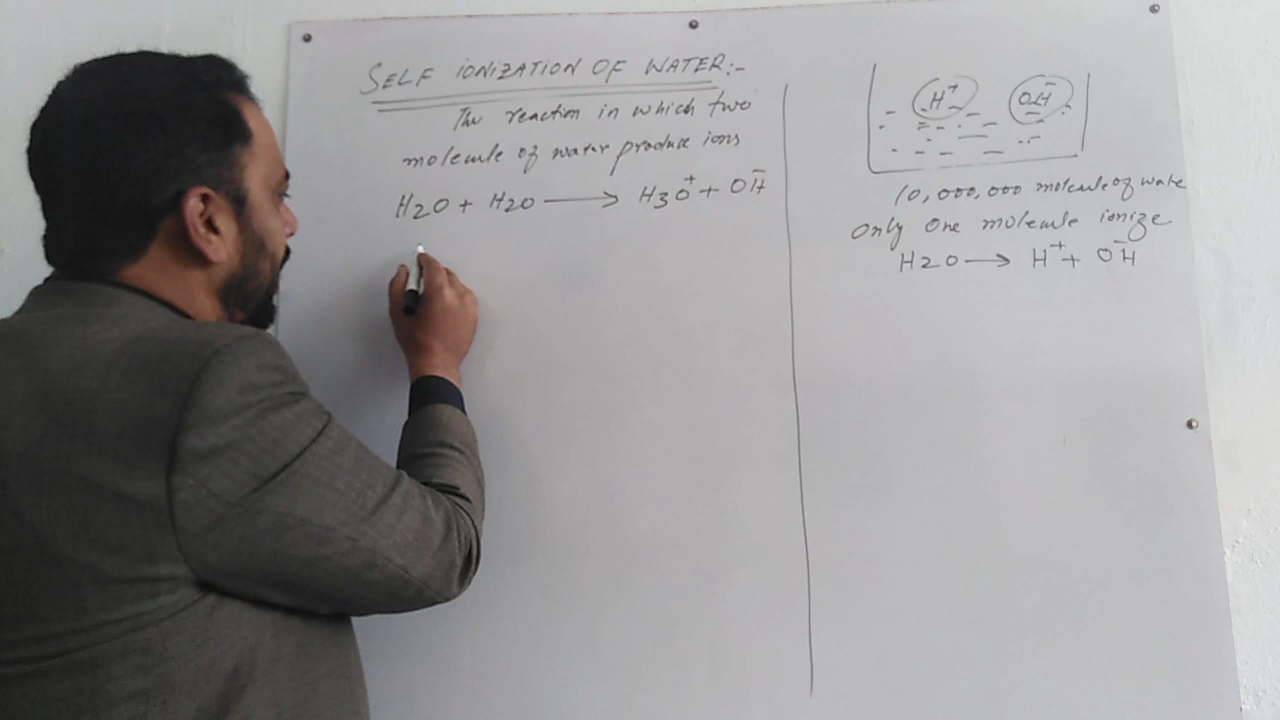 SELF IONIZATION OF WATER:-
The reaction in which two
molecule of water produce ions
H2O + H2O ⟶ H3O⁺ + OH⁻
H⁺ OH⁻
10,000,000 molecule of wate
Only One molecule ionize
H2O ⟶ H⁺ + OH⁻